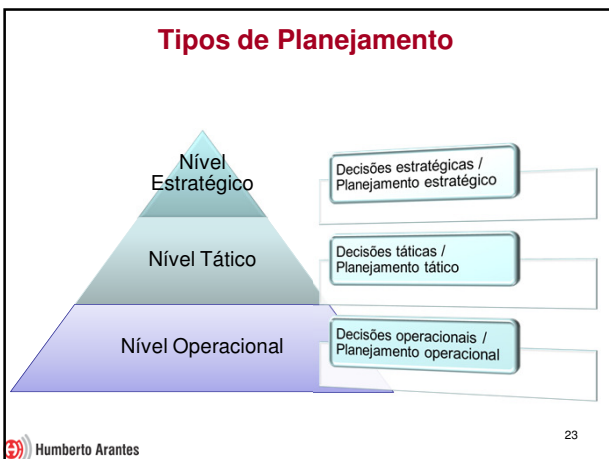 Tipos de Planejamento
Nível
Estratégico
Decisões estratégicas /
Planejamento estratégico
Nível Tático
Decisões táticas /
Planejamento tático
Nível Operacional
Decisões operacionais /
Planejamento operacional
Humberto Arantes
23